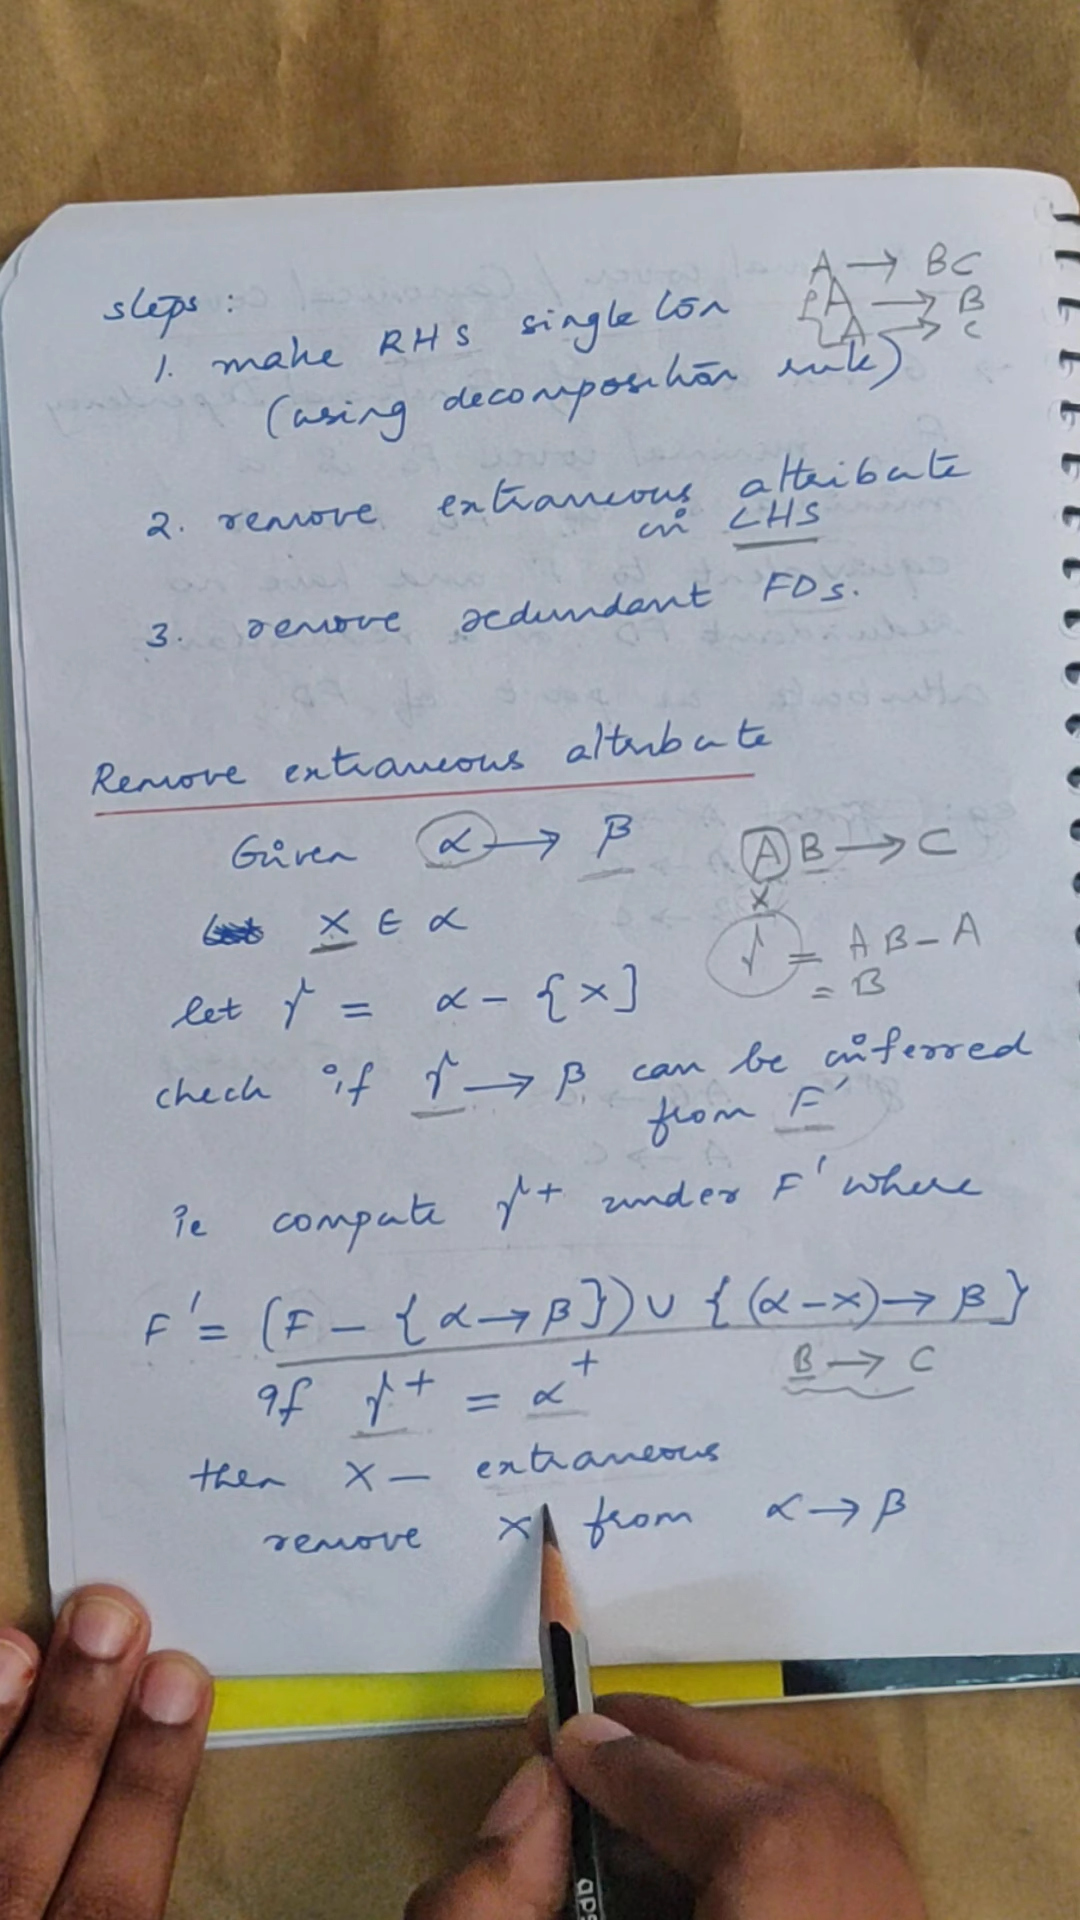 steps :
A → BC
1. make RHS singleton
A → B
A → C
(using decomposition rule)
2. remove extraneous attribute
in LHS
3. remove redundant FDs.
Remove extraneous attribute
Given α → β
AB → C
x
x ∈ α
γ = AB - A
= B
let γ = α - {x}
check if γ → β can be inferred
from F'
ie compute γ+ under F' where
F' = (F - {α → β}) ∪ {(α - x) → β}
B → C
If γ+ = α+
then x - extraneous
remove x from α → β